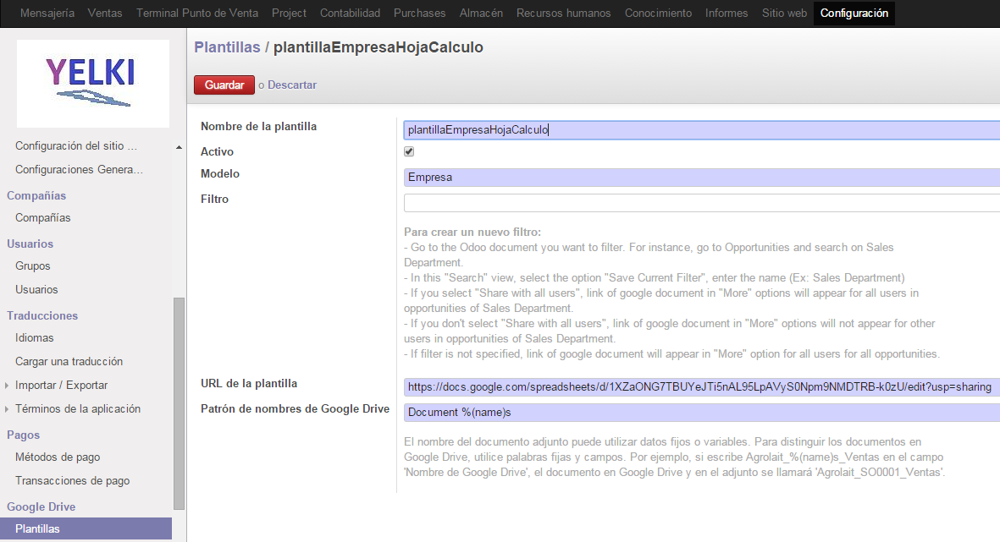 Mensajería Ventas Terminal Punto de Venta Project Contabilidad Purchases Almacén Recursos humanos Conocimiento Informes Sitio web Configuración
YELKI
Configuración del sitio ...
Configuraciones Genera...
Compañías
Compañías
Usuarios
Grupos
Usuarios
Traducciones
Idiomas
Cargar una traducción
Importar / Exportar
Términos de la aplicación
Pagos
Métodos de pago
Transacciones de pago
Google Drive
Plantillas
Plantillas / plantillaEmpresaHojaCalculo
Guardar o Descartar
Nombre de la plantilla plantillaEmpresaHojaCalculo
Activo
Modelo Empresa
Filtro
Para crear un nuevo filtro:
- Go to the Odoo document you want to filter. For instance, go to Opportunities and search on Sales
Department.
- In this "Search" view, select the option "Save Current Filter", enter the name (Ex: Sales Department)
- If you select "Share with all users", link of google document in "More" options will appear for all users in
opportunities of Sales Department.
- If you don't select "Share with all users", link of google document in "More" options will not appear for other
users in opportunities of Sales Department.
- If filter is not specified, link of google document will appear in "More" option for all users for all opportunities.
URL de la plantilla https://docs.google.com/spreadsheets/d/1XZaONG7TBUYeJTi5nAL95LpAVyS0Npm9NMDTRB-k0zU/edit?usp=sharing
Patrón de nombres de Google Drive Document %(name)s
El nombre del documento adjunto puede utilizar datos fijos o variables. Para distinguir los documentos en
Google Drive, utilice palabras fijas y campos. Por ejemplo, si escribe Agrolait_%(name)s_Ventas en el campo
'Nombre de Google Drive', el documento en Google Drive y en el adjunto se llamará 'Agrolait_SO0001_Ventas'.